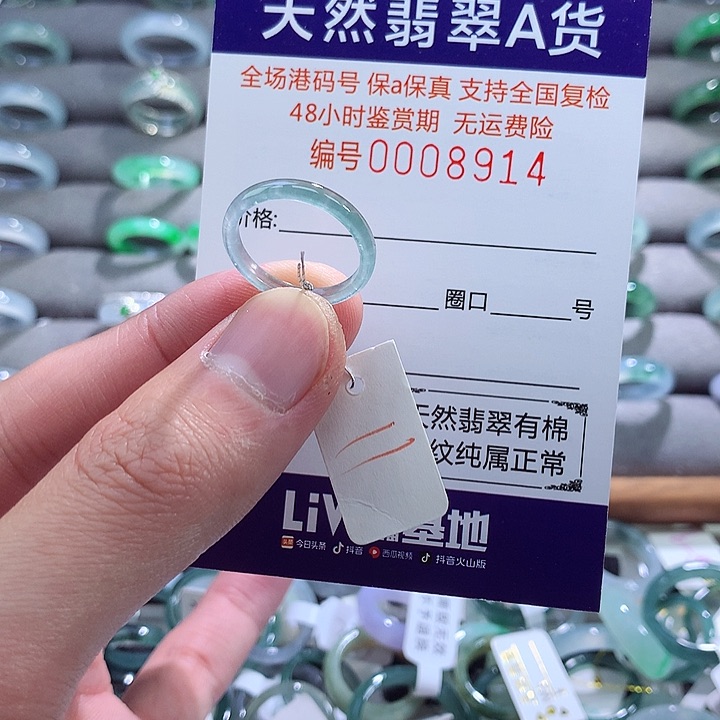 天然翡翠A货
全场港码号 保a保真 支持全国复检
48小时鉴赏期 无运费险
编号0008914
价格:
圈口 号
天然翡翠有棉
纹纯属正常
LiV 基地
今日头条 抖音 西瓜视频 抖音火山版